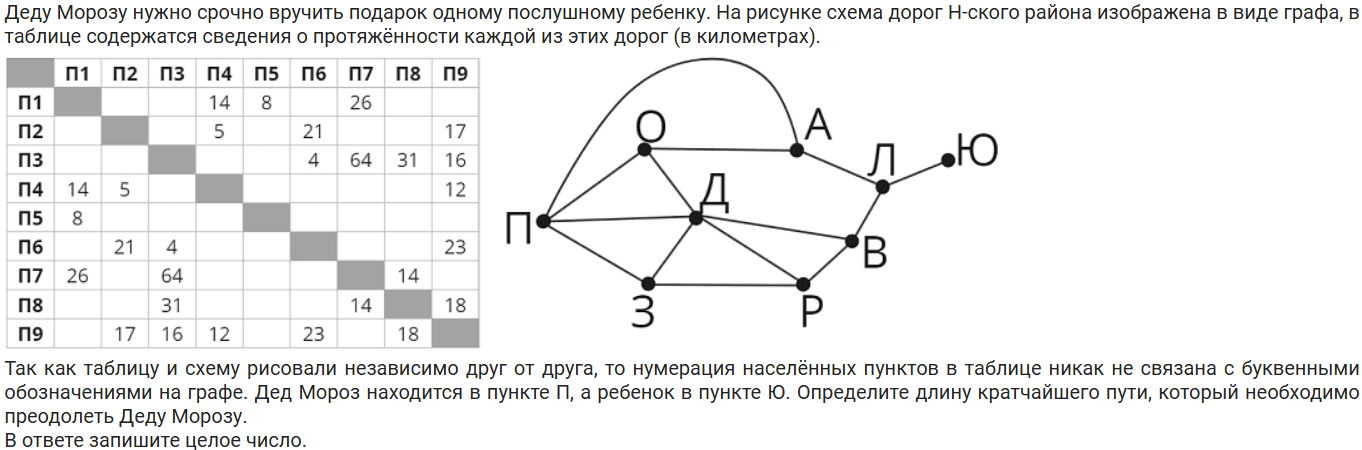 Деду Морозу нужно срочно вручить подарок одному послушному ребенку. На рисунке схема дорог Н-ского района изображена в виде графа, в
таблице содержатся сведения о протяжённости каждой из этих дорог (в километрах).
П1 П2 П3 П4 П5 П6 П7 П8 П9
П1 14 8 26
П2 5 21 17
П3 4 64 31 16
П4 14 5 12
П5 8
П6 21 4 23
П7 26 64 14
П8 31 14 18
П9 17 16 12 23 18
О
А
Л
Ю
Д
П
В
З
Р
Так как таблицу и схему рисовали независимо друг от друга, то нумерация населённых пунктов в таблице никак не связана с буквенными
обозначениями на графе. Дед Мороз находится в пункте П, а ребенок в пункте Ю. Определите длину кратчайшего пути, который необходимо
преодолеть Деду Морозу.
В ответе запишите целое число.